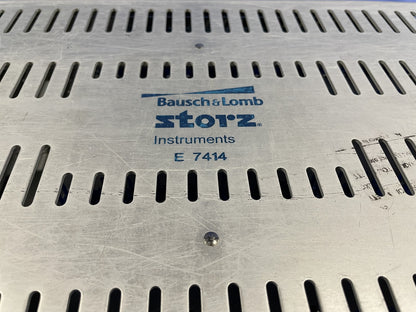 Bausch & Lomb
storz®
Instruments
E 7414